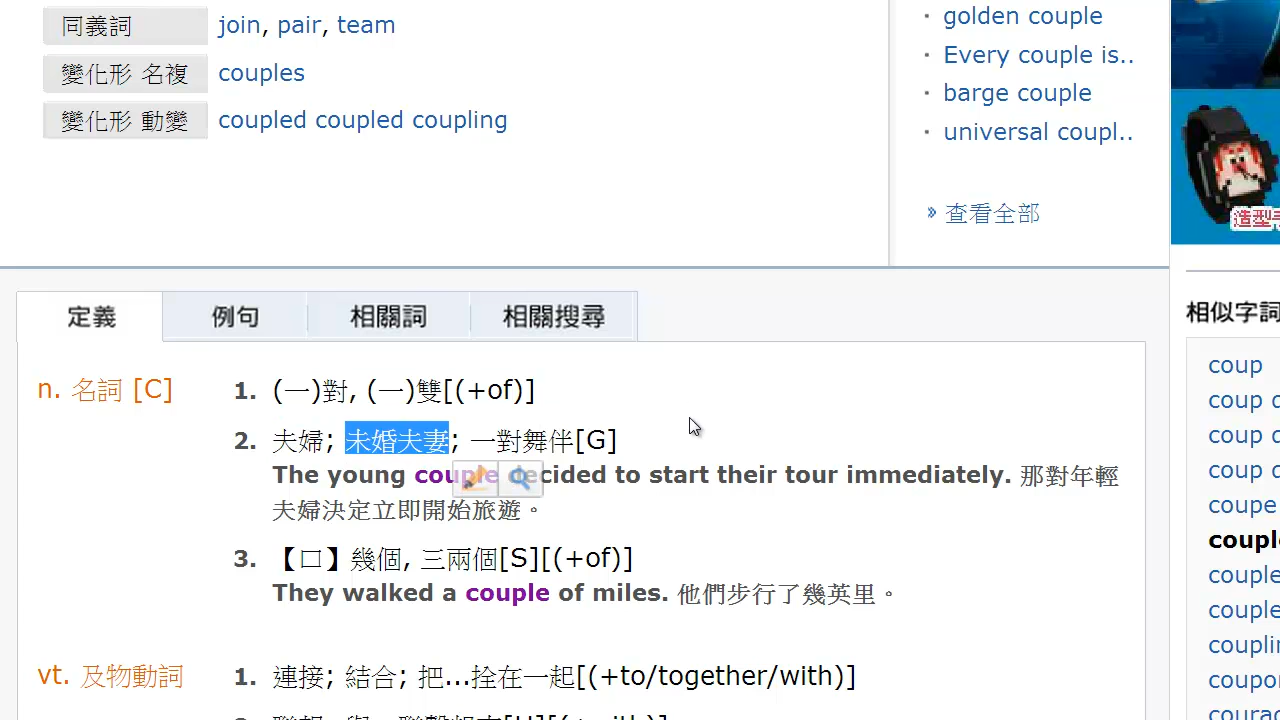 同義詞 join, pair, team
變化形 名複 couples
變化形 動變 coupled coupled coupling
· golden couple
· Every couple is..
· barge couple
· universal coupl..
» 查看全部
造型手
定義 例句 相關詞 相關搜尋
n. 名詞 [C] 1. (一)對, (一)雙[(+of)]
2. 夫婦; 未婚夫妻; 一對舞伴[G]
The young couple decided to start their tour immediately. 那對年輕
夫婦決定立即開始旅遊。
3. 【口】幾個, 三兩個[S][(+of)]
They walked a couple of miles. 他們步行了幾英里。
vt. 及物動詞 1. 連接; 結合; 把...拴在一起[(+to/together/with)]
相似字詞
coup
coup
coup
coup
coupe
couple
couple
couple
couplin
coupon